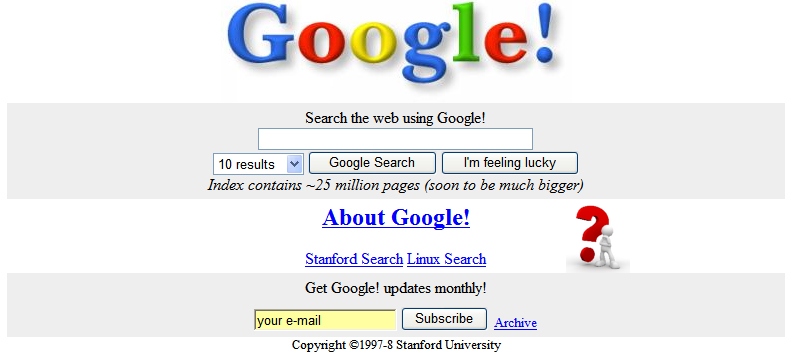 Google!
Search the web using Google!
10 results Google Search I'm feeling lucky
Index contains ~25 million pages (soon to be much bigger)
About Google!
?
Stanford Search Linux Search
Get Google! updates monthly!
your e-mail Subscribe Archive
Copyright ©1997-8 Stanford University